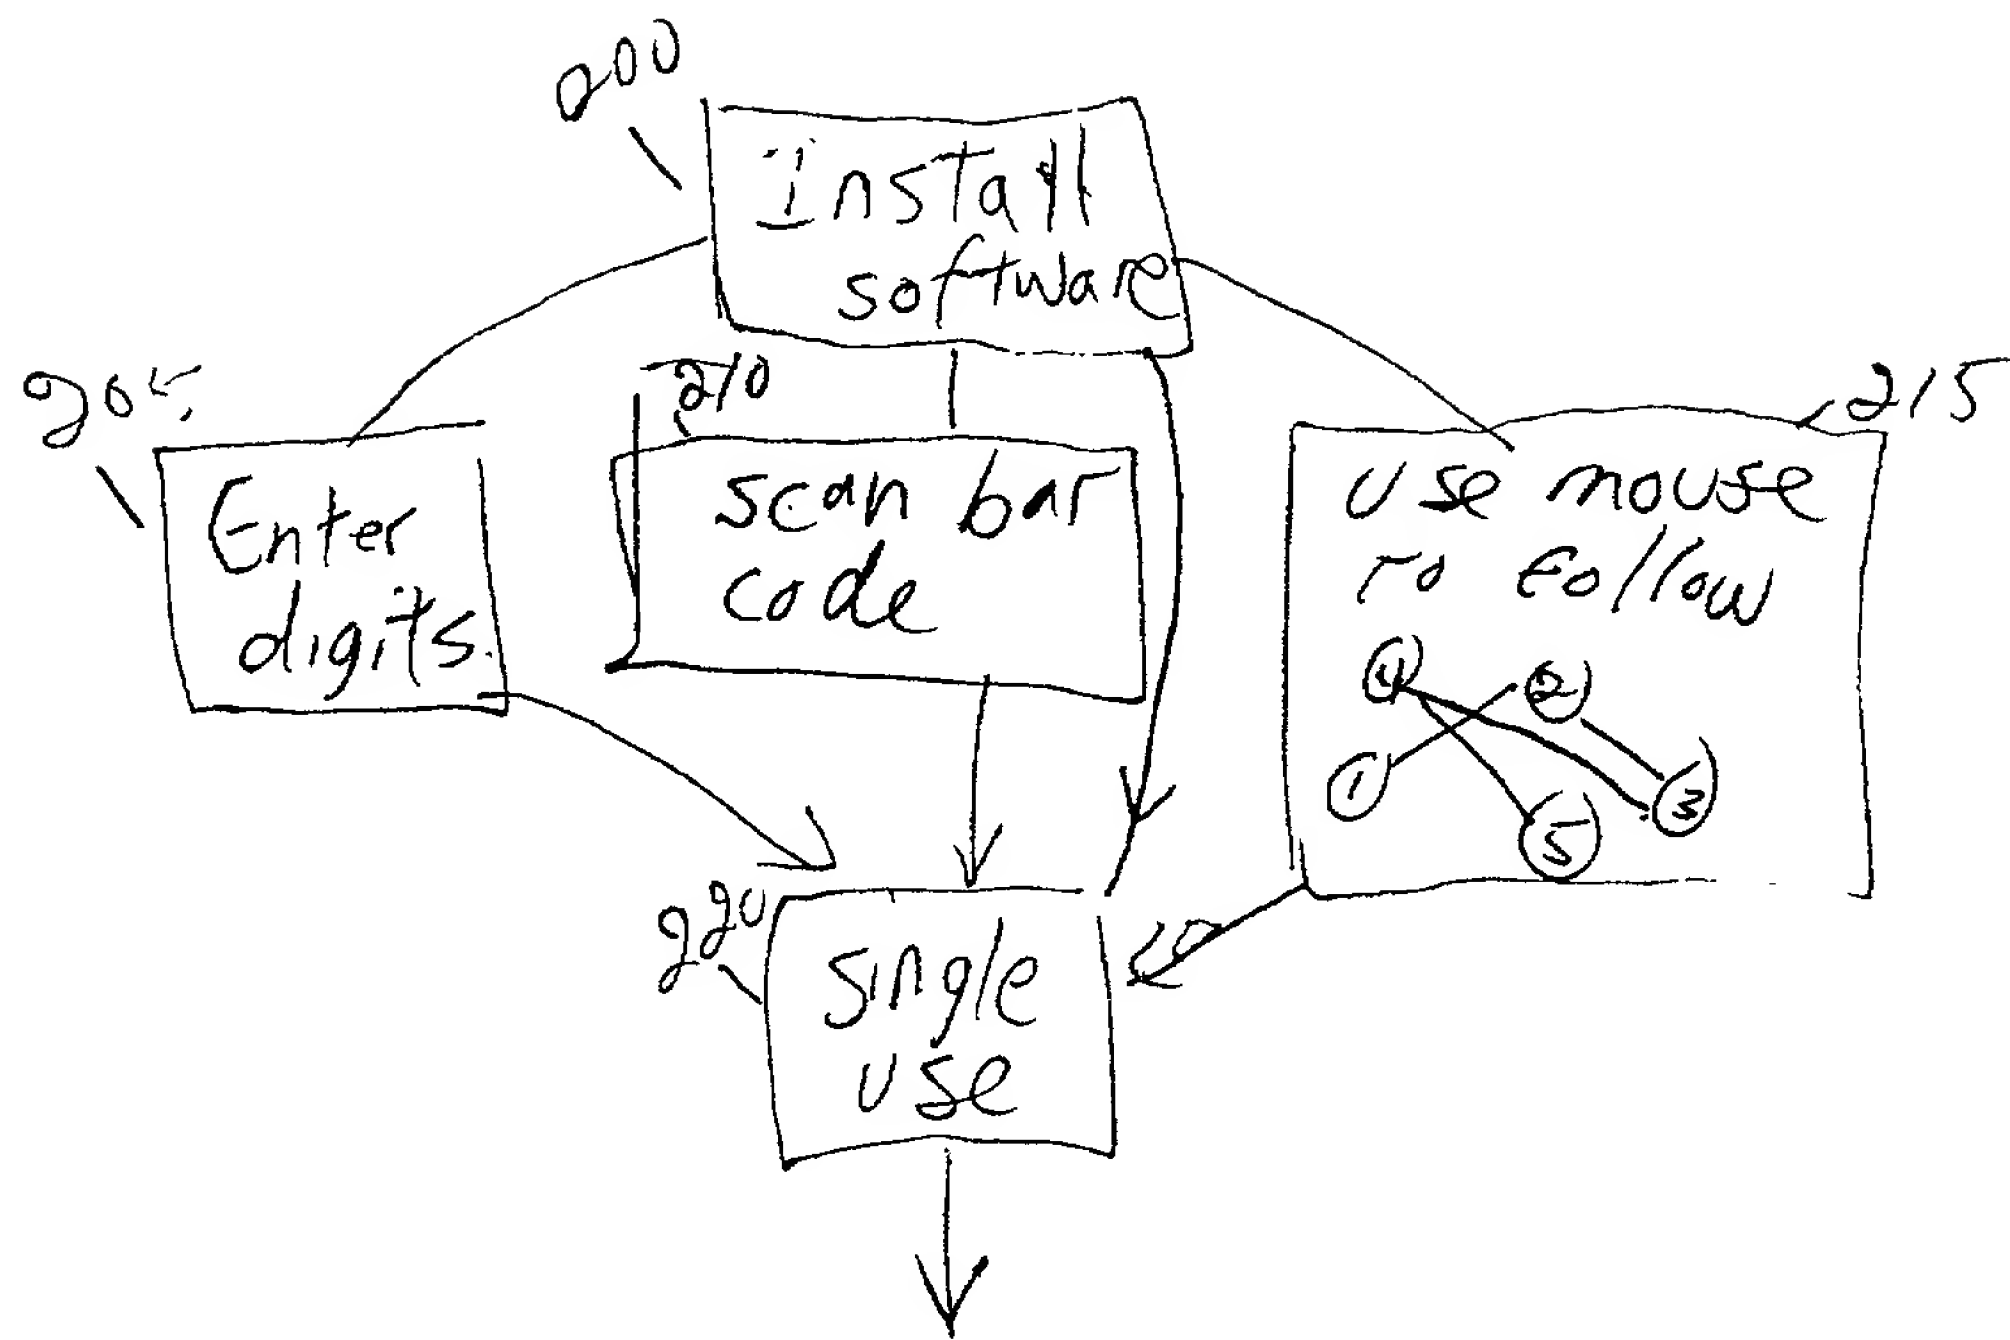 200
Install
software
205
210
215
Enter
digits
scan bar
code
use mouse
to follow
4
2
1
3
5
220
single
use